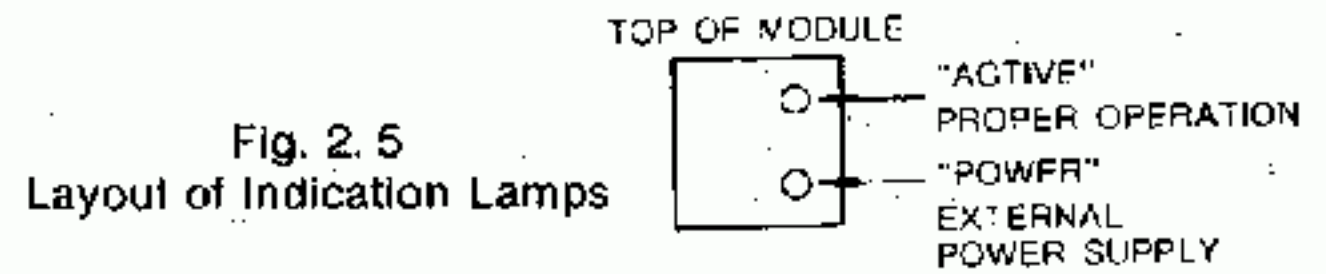 TOP OF MODULE
"ACTIVE"
PROPER OPERATION
Fig. 2.5
Layout of Indication Lamps
"POWER"
EXTERNAL
POWER SUPPLY